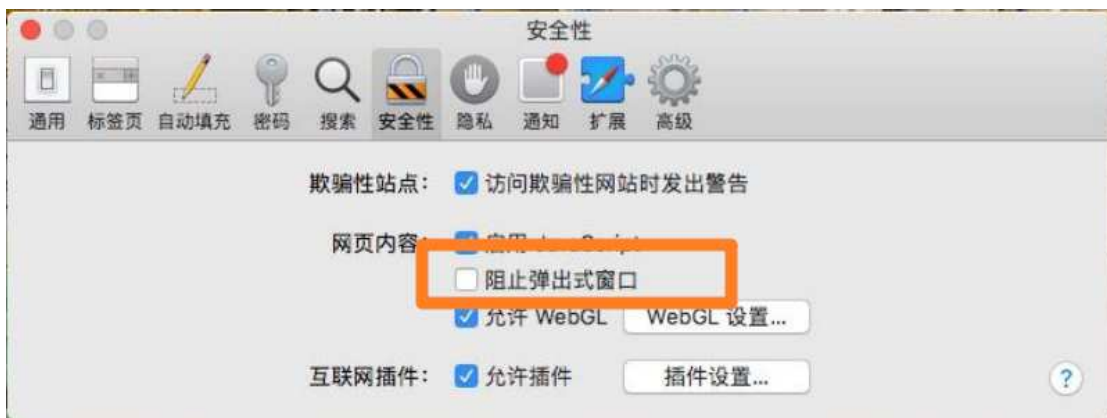 安全性
通用 标签页 自动填充 密码 搜索 安全性 隐私 通知 扩展 高级
欺骗性站点： 访问欺骗性网站时发出警告
网页内容： 启用 JavaScript
阻止弹出式窗口
允许 WebGL WebGL 设置...
互联网插件： 允许插件 插件设置... ?